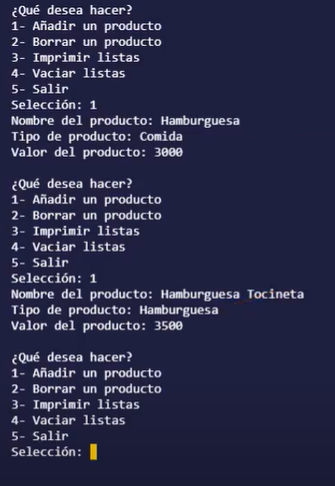 ¿Qué desea hacer?
1- Añadir un producto
2- Borrar un producto
3- Imprimir listas
4- Vaciar listas
5- Salir
Selección: 1
Nombre del producto: Hamburguesa
Tipo de producto: Comida
Valor del producto: 3000
¿Qué desea hacer?
1- Añadir un producto
2- Borrar un producto
3- Imprimir listas
4- Vaciar listas
5- Salir
Selección: 1
Nombre del producto: Hamburguesa Tocineta
Tipo de producto: Hamburguesa
Valor del producto: 3500
¿Qué desea hacer?
1- Añadir un producto
2- Borrar un producto
3- Imprimir listas
4- Vaciar listas
5- Salir
Selección: